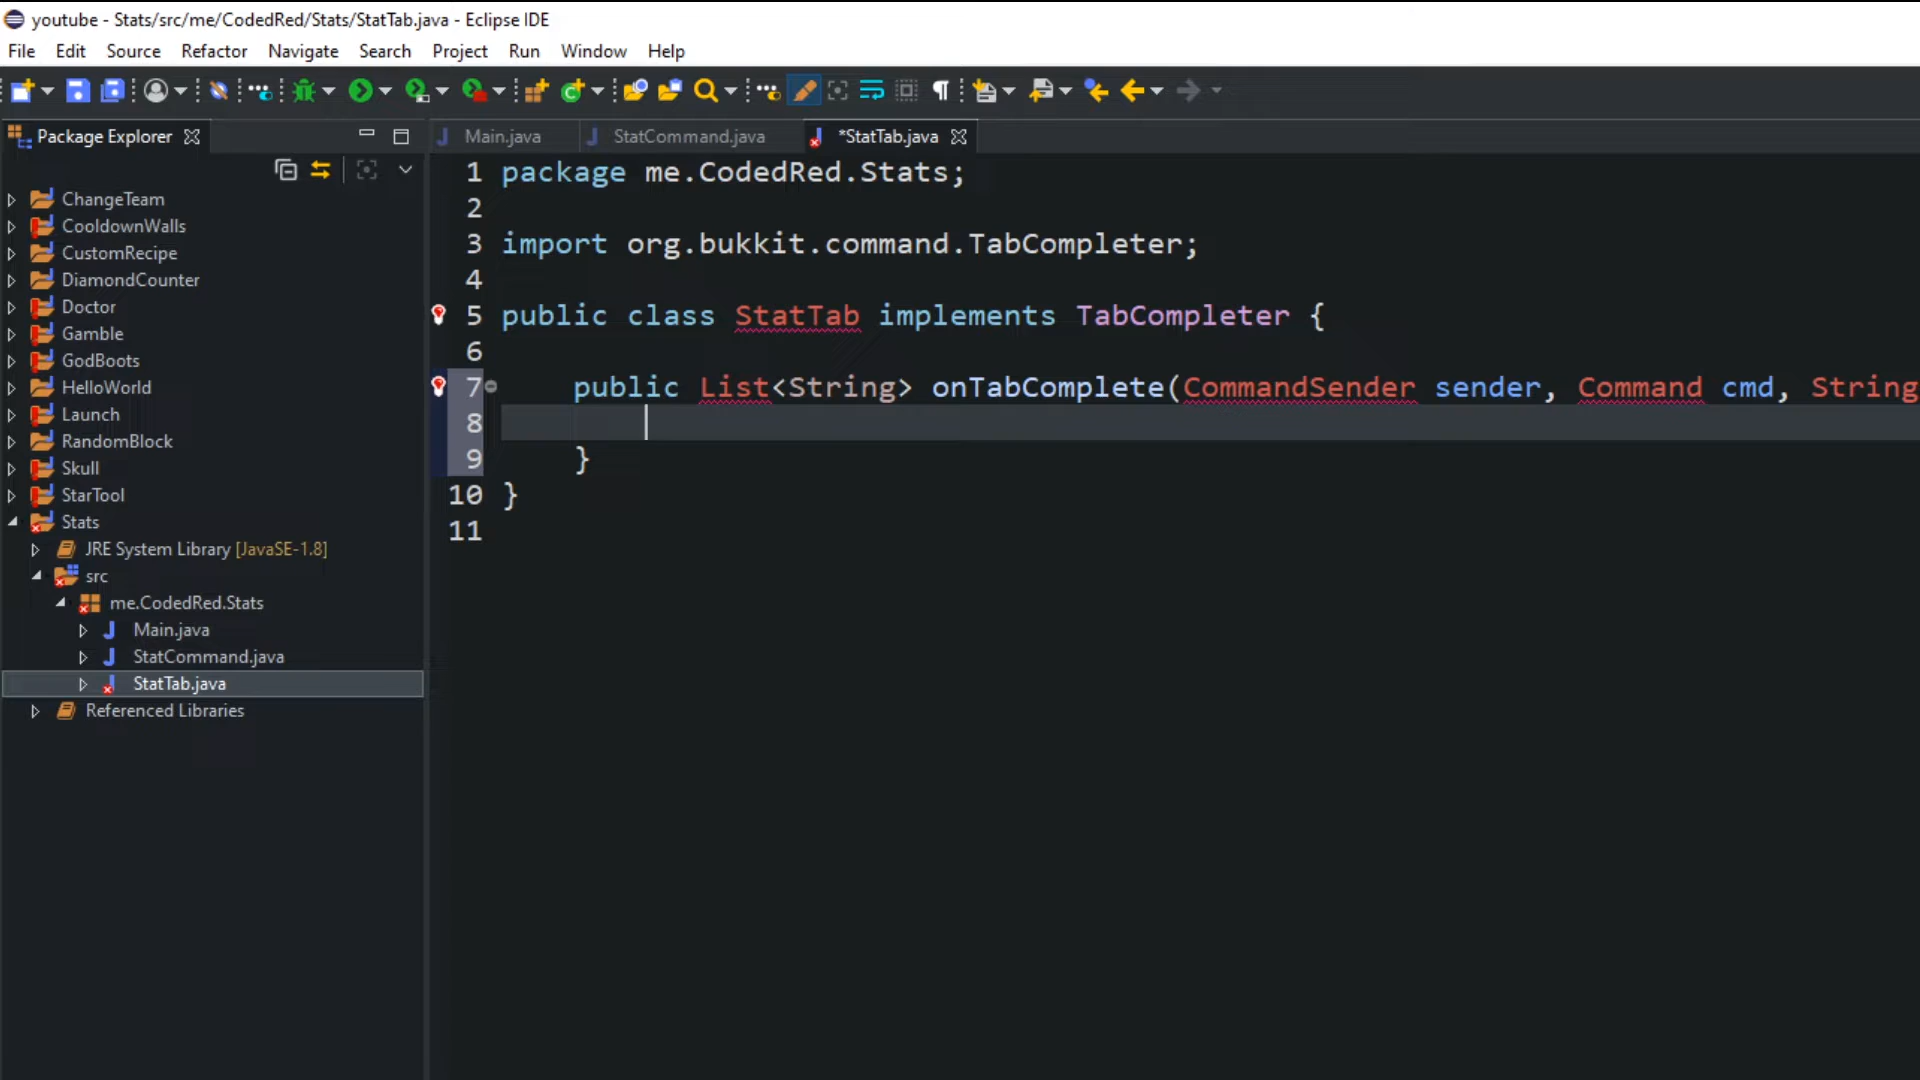 youtube - Stats/src/me/CodedRed/Stats/StatTab.java - Eclipse IDE
File Edit Source Refactor Navigate Search Project Run Window Help
Package Explorer
Main.java StatCommand.java *StatTab.java
ChangeTeam
CooldownWalls
CustomRecipe
DiamondCounter
Doctor
Gamble
GodBoots
HelloWorld
Launch
RandomBlock
Skull
StarTool
Stats
JRE System Library [JavaSE-1.8]
src
me.CodedRed.Stats
Main.java
StatCommand.java
StatTab.java
Referenced Libraries
1 package me.CodedRed.Stats;
2
3 import org.bukkit.command.TabCompleter;
4
5 public class StatTab implements TabCompleter {
6
7 public List<String> onTabComplete(CommandSender sender, Command cmd, String
8
9 }
10 }
11